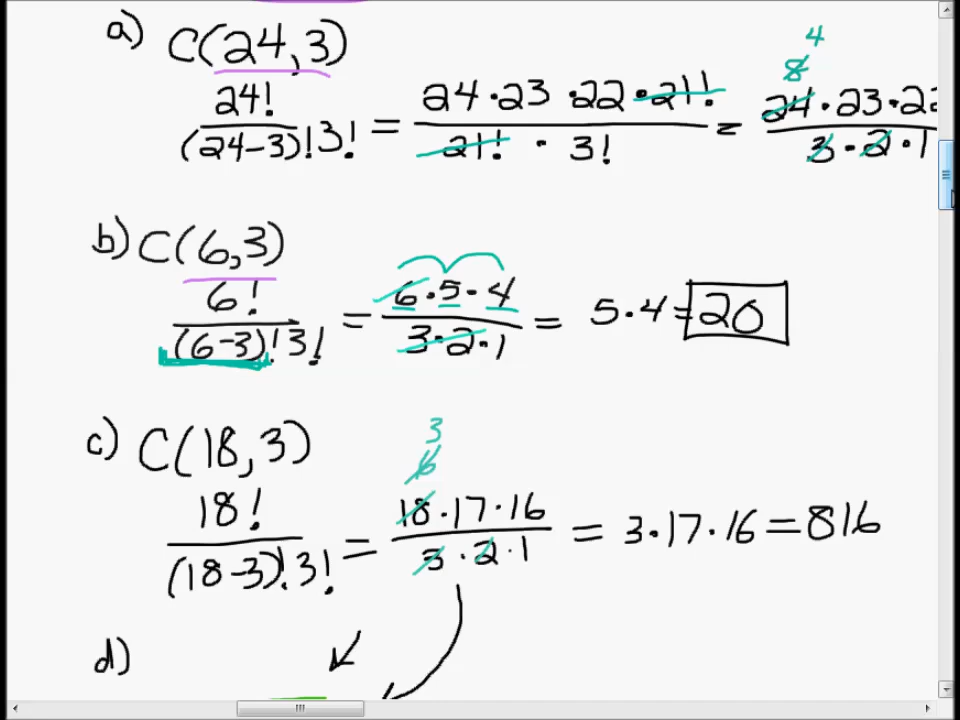 a) C(24,3)
24! / (24-3)!3! = 24·23·22·21! / 21!·3! = 24·23·22 / 3·2·1
8 4
b) C(6,3)
6! / (6-3)!3! = 6·5·4 / 3·2·1 = 5·4 = 20
c) C(18,3)
3
6
18! / (18-3)!3! = 18·17·16 / 3·2·1 = 3·17·16 = 816
d)